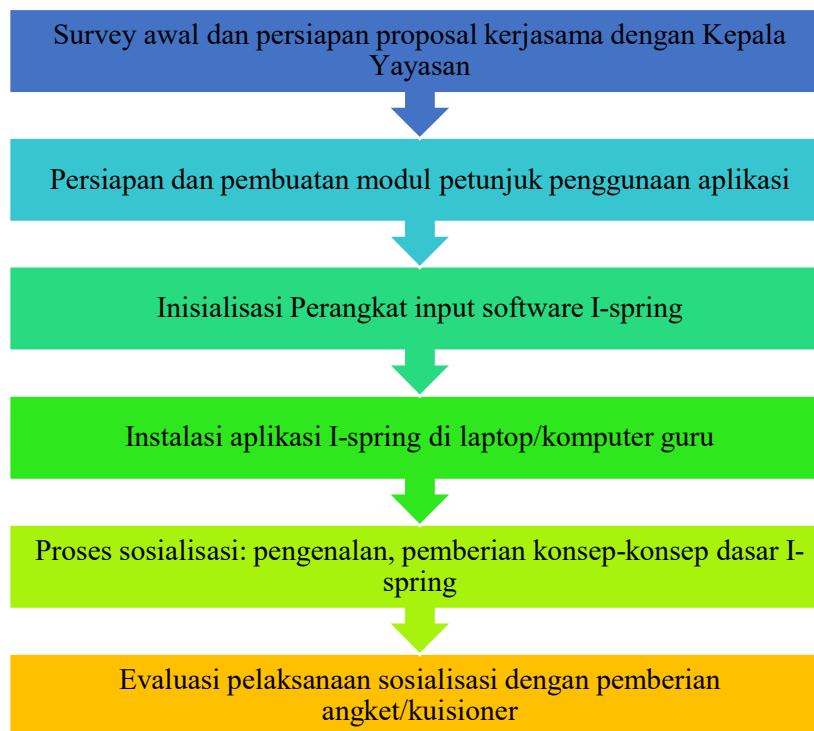 Survey awal dan persiapan proposal kerjasama dengan Kepala
Yayasan
Persiapan dan pembuatan modul petunjuk penggunaan aplikasi
Inisialisasi Perangkat input software I-spring
Instalasi aplikasi I-spring di laptop/komputer guru
Proses sosialisasi: pengenalan, pemberian konsep-konsep dasar I-
spring
Evaluasi pelaksanaan sosialisasi dengan pemberian
angket/kuisioner